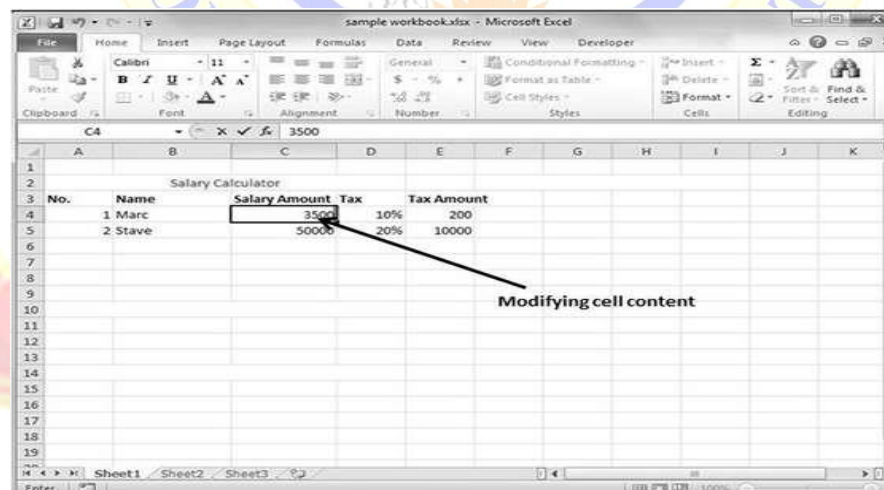 sample workbook.xlsx - Microsoft Excel
File Home Insert Page Layout Formulas Data Review View Developer
Calibri 11 General Conditional Formatting Insert
Paste B I U A A $ % Format as Table Delete
Cell Styles Format Sort & Filter Find & Select
Clipboard Font Alignment Number Styles Cells Editing
C4 fx 3500
A B C D E F G H I J K
1
2 Salary Calculator
3 No. Name Salary Amount Tax Tax Amount
4 1 Marc 3500 10% 200
5 2 Stave 50000 20% 10000
6
7
8
9
Modifying cell content
10
11
12
13
14
15
16
17
18
19
Sheet1 Sheet2 Sheet3
Enter 100%